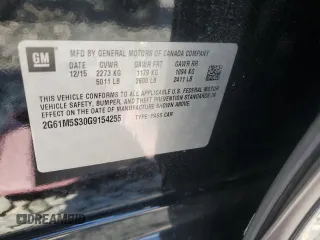 GM
MFD BY GENERAL MOTORS OF CANADA COMPANY
DATE GVWR GAWR FRT GAWR RR
12/15 2273 KG 1179 KG 1094 KG
5011 LB 2600 LB 2411 LB
THIS VEHICLE CONFORMS TO ALL APPLICABLE U.S. FEDERAL MOTOR
VEHICLE SAFETY, BUMPER, AND THEFT PREVENTION STANDARDS
IN EFFECT ON THE DATE OF MANUFACTURE SHOWN ABOVE.
2G61M5S30G9154255 TYPE: PASS CAR